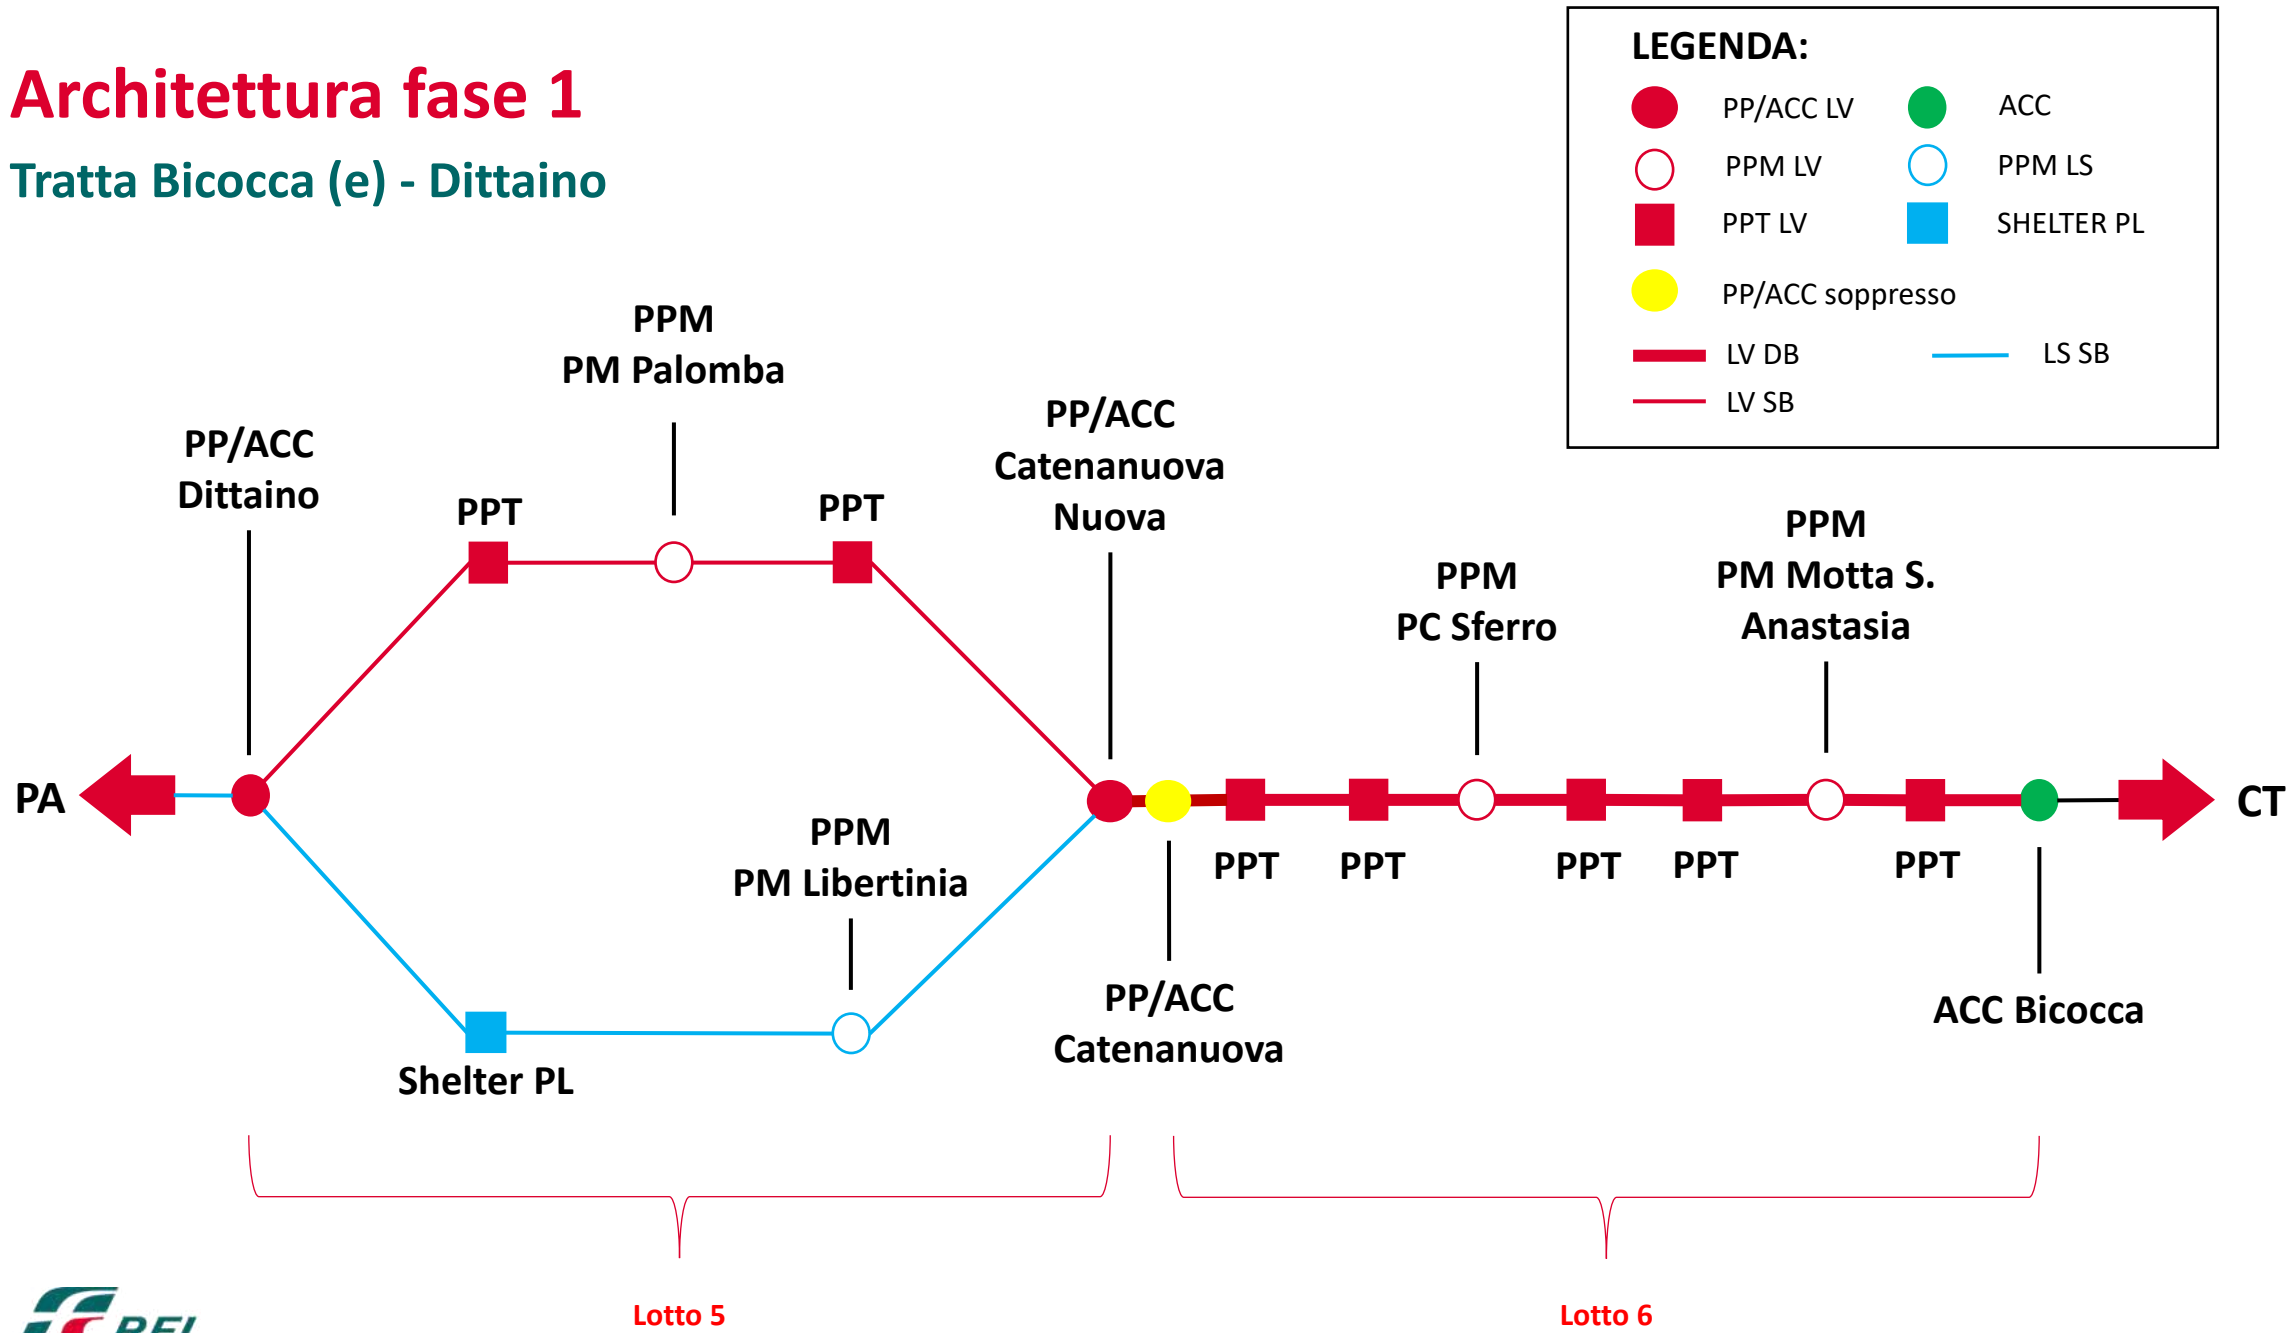 Architettura fase 1
Tratta Bicocca (e) - Dittaino
LEGENDA:
PP/ACC LV
ACC
PPM LV
PPM LS
PPT LV
SHELTER PL
PP/ACC soppresso
LV DB
LS SB
LV SB
PPM
PM Palomba
PP/ACC
Dittaino
PPT
PPT
PP/ACC
Catenanuova
Nuova
PPM
PC Sferro
PPM
PM Motta S.
Anastasia
PA
CT
PPM
PM Libertinia
PPT
PPT
PPT
PPT
PPT
Shelter PL
PP/ACC
Catenanuova
ACC Bicocca
Lotto 5
Lotto 6
RFI